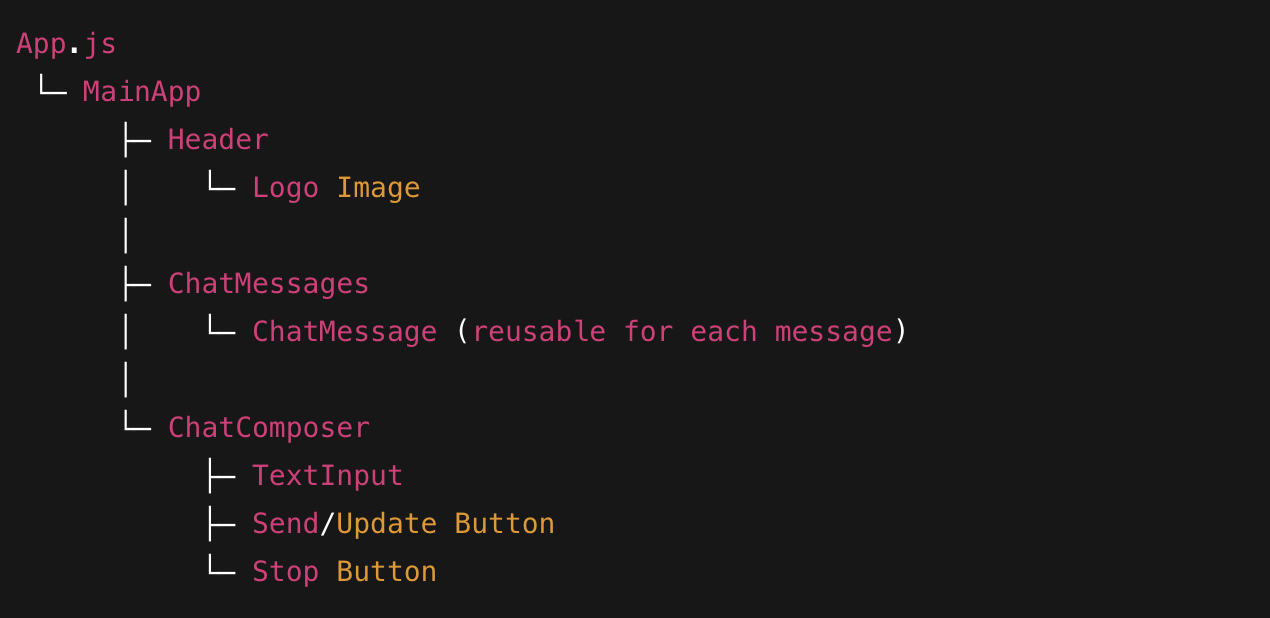 App.js
└─ MainApp
├─ Header
│ └─ Logo Image
│
├─ ChatMessages
│ └─ ChatMessage (reusable for each message)
│
└─ ChatComposer
├─ TextInput
├─ Send/Update Button
└─ Stop Button